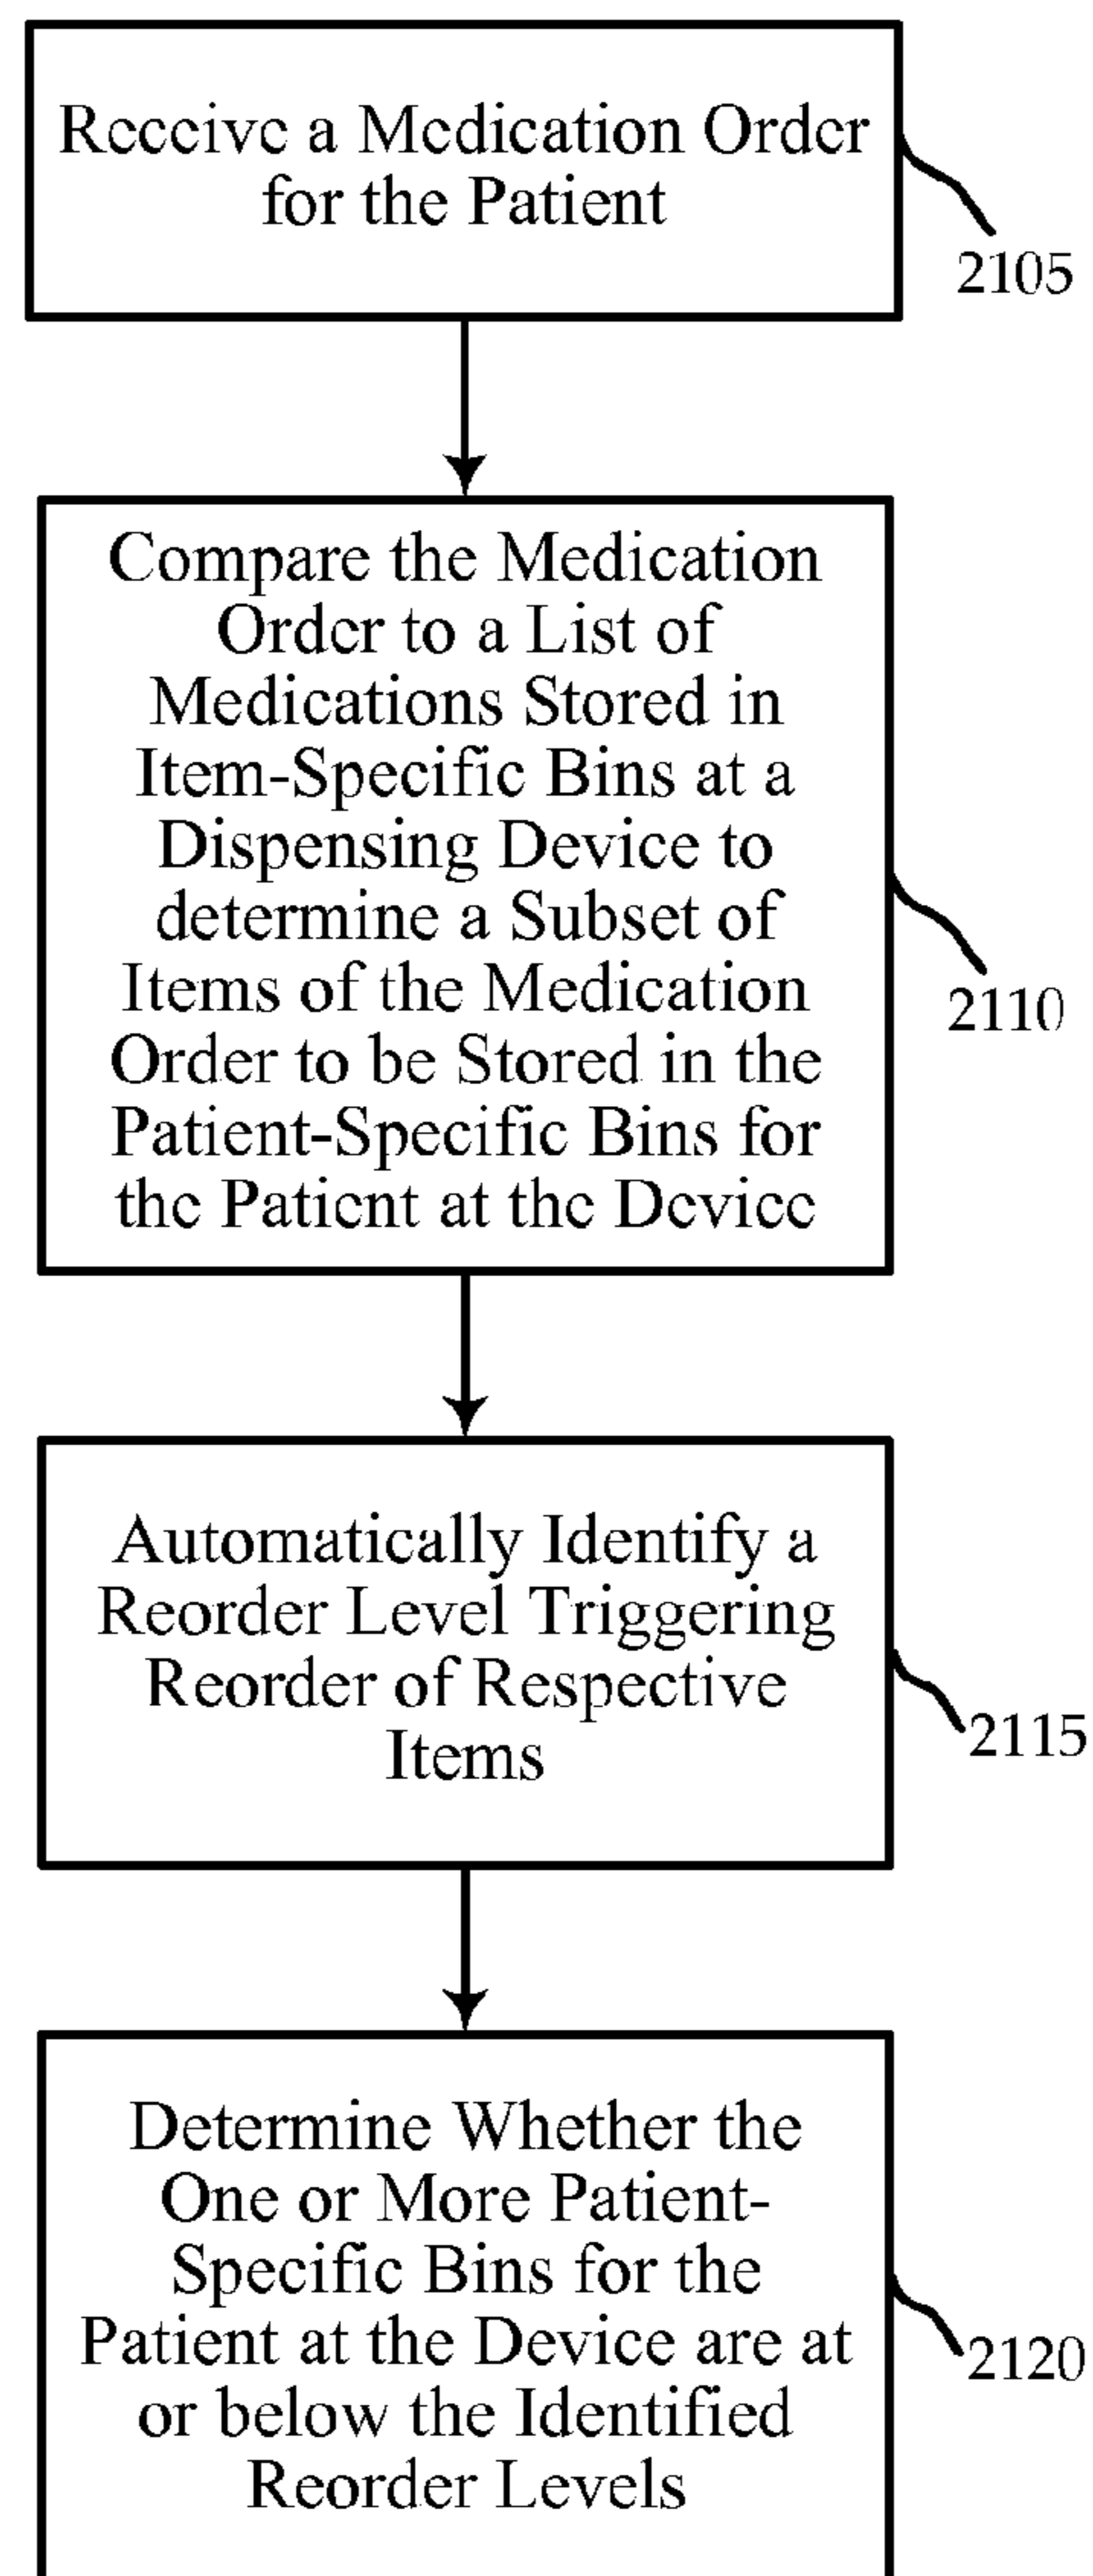 Receive a Medication Order
for the Patient
2105
Compare the Medication
Order to a List of
Medications Stored in
Item-Specific Bins at a
Dispensing Device to
determine a Subset of
Items of the Medication
Order to be Stored in the
Patient-Specific Bins for
the Patient at the Device
2110
Automatically Identify a
Reorder Level Triggering
Reorder of Respective
Items
2115
Determine Whether the
One or More Patient-
Specific Bins for the
Patient at the Device are at
or below the Identified
Reorder Levels
2120